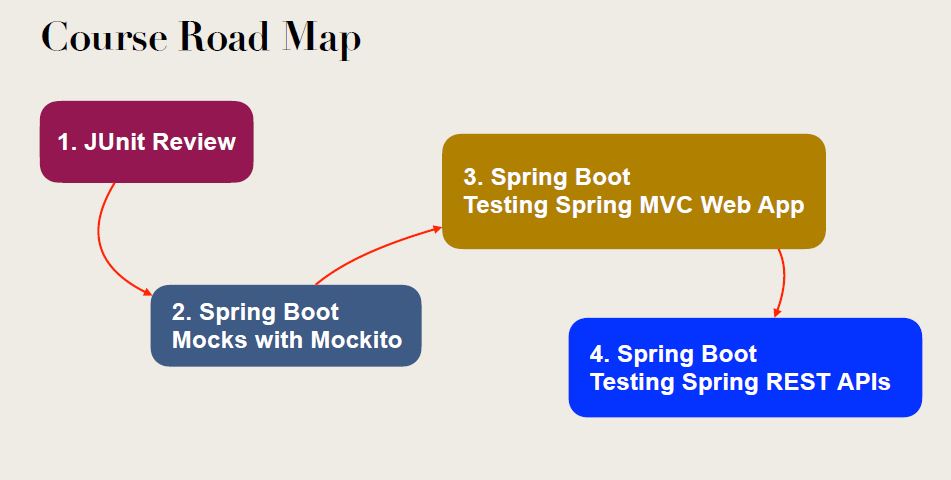 Course Road Map
1. JUnit Review
2. Spring Boot
Mocks with Mockito
3. Spring Boot
Testing Spring MVC Web App
4. Spring Boot
Testing Spring REST APIs